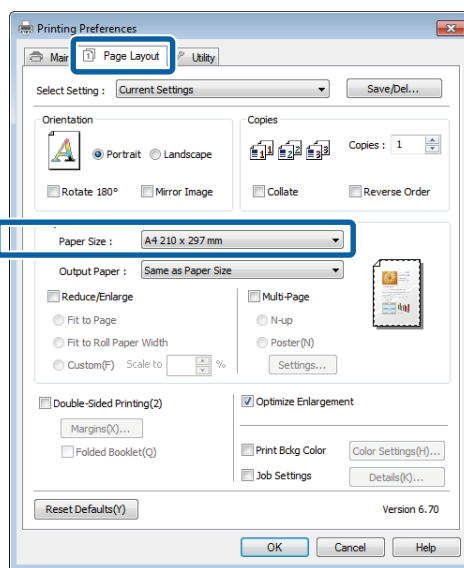 Printing Preferences
Main Page Layout Utility
Select Setting : Current Settings Save/Del...
Orientation Copies
Portrait Landscape Copies : 1
Rotate 180° Mirror Image Collate Reverse Order
Paper Size : A4 210 x 297 mm
Output Paper : Same as Paper Size
Reduce/Enlarge Multi-Page
Fit to Page N-up
Fit to Roll Paper Width Poster(N)
Custom(F) Scale to % Settings...
Double-Sided Printing(2) Optimize Enlargement
Margins(X)...
Folded Booklet(Q) Print Bckg Color Color Settings(H)...
Job Settings Details(K)...
Reset Defaults(Y) Version 6.70
OK Cancel Help